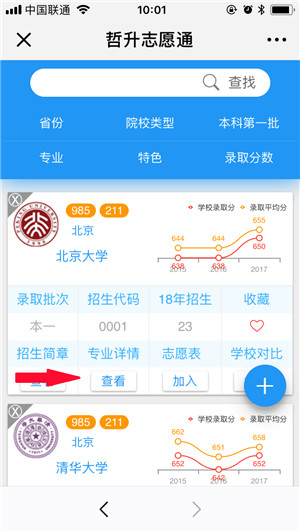 中国联通 10:01
哲升志愿通
查找
省份 院校类型 本科第一批
专业 特色 录取分数
985 211
北京
北京大学
学校录取分 录取平均分
644 644 655
638 638 650
2015 2016 2017
录取批次 招生代码 18年招生 收藏
本一 0001 23
招生简章 专业详情 志愿表 学校对比
查看 加入
985 211
北京
清华大学
学校录取分 录取平均分
662 651 658
652 642 652
2015 2016 2017